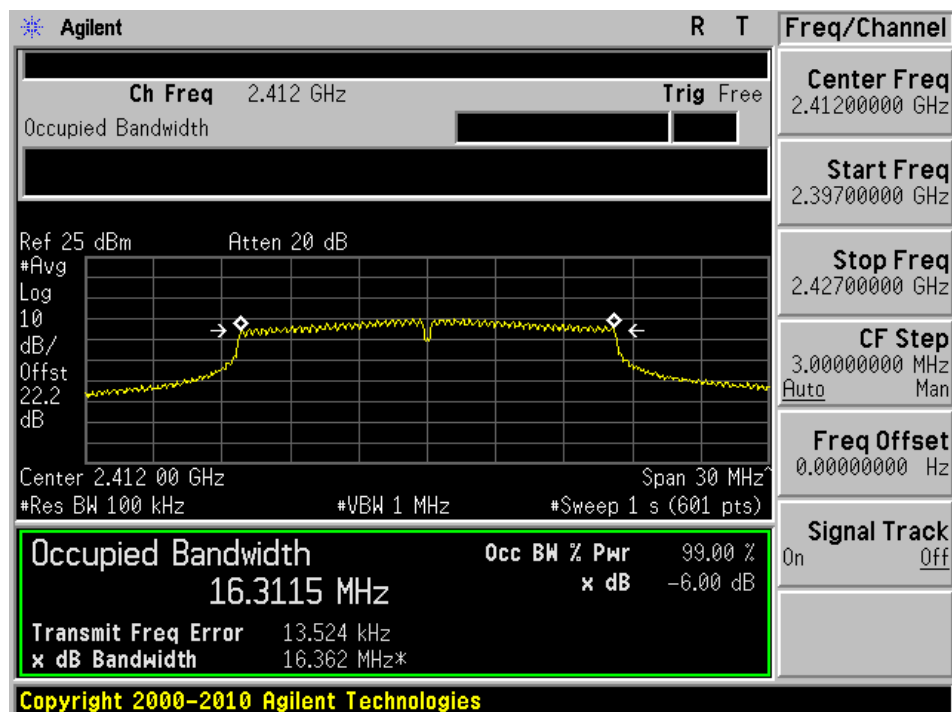 Agilent R T
Ch Freq 2.412 GHz Trig Free
Occupied Bandwidth
Ref 25 dBm Atten 20 dB
#Avg
Log
10
dB/
Offst
22.2
dB
Center 2.412 00 GHz Span 30 MHz^
#Res BW 100 kHz #VBW 1 MHz #Sweep 1 s (601 pts)
Occupied Bandwidth Occ BW % Pwr 99.00 %
16.3115 MHz x dB -6.00 dB
Transmit Freq Error 13.524 kHz
x dB Bandwidth 16.362 MHz*
Copyright 2000-2010 Agilent Technologies
Freq/Channel
Center Freq
2.41200000 GHz
Start Freq
2.39700000 GHz
Stop Freq
2.42700000 GHz
CF Step
3.00000000 MHz
Auto Man
Freq Offset
0.00000000 Hz
Signal Track
On Off